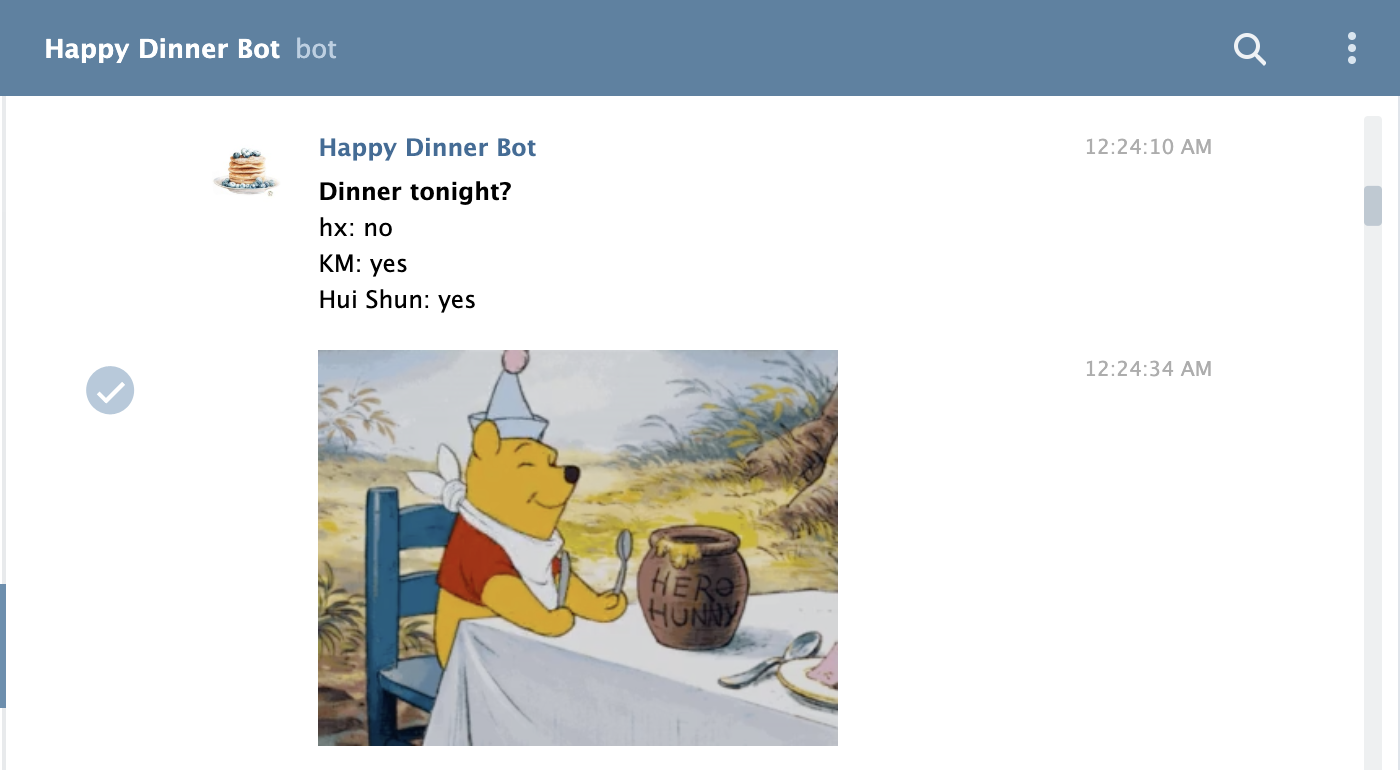 Happy Dinner Bot bot
Happy Dinner Bot 12:24:10 AM
Dinner tonight?
hx: no
KM: yes
Hui Shun: yes
12:24:34 AM
HERO
HUNNY